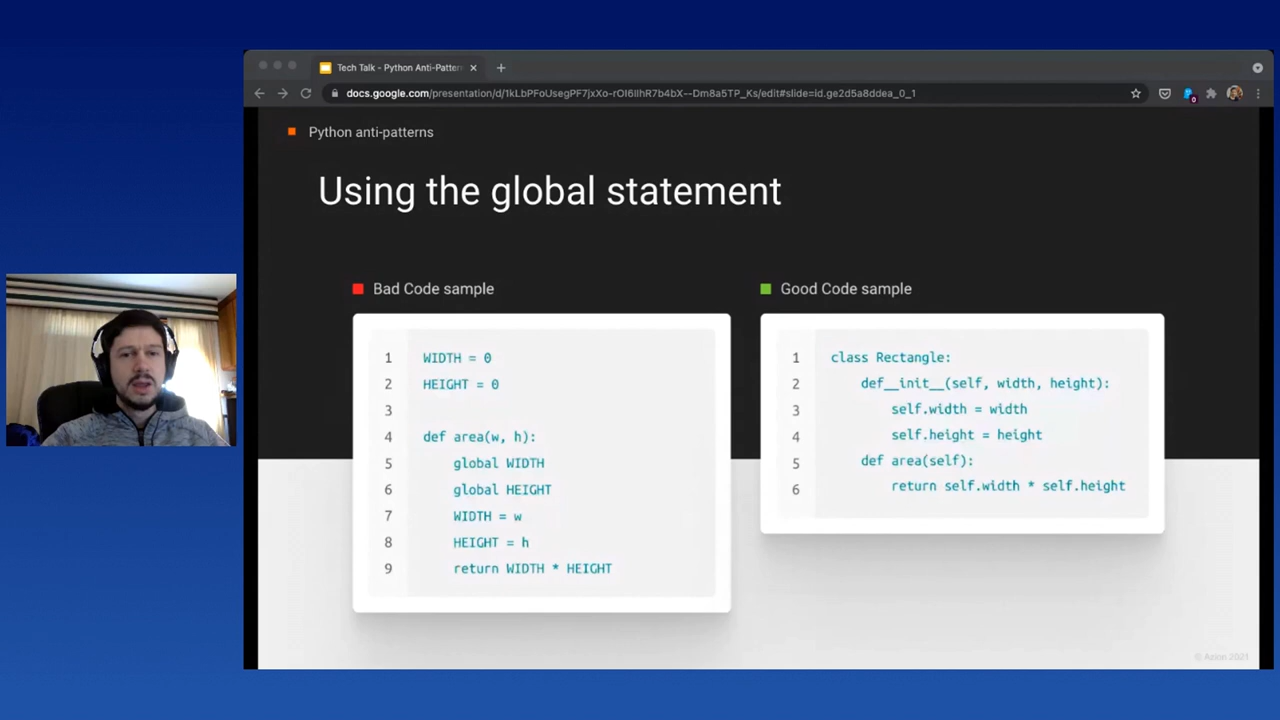 Tech Talk - Python Anti-Pattern
docs.google.com/presentation/d/1kLbPFoUsegPF7jxXo-rOI6IIhR7b4bX--Dm8a5TP_Ks/edit#slide=id.ge2d5a8ddea_0_1
Python anti-patterns
Using the global statement
Bad Code sample
1 WIDTH = 0
2 HEIGHT = 0
3
4 def area(w, h):
5 global WIDTH
6 global HEIGHT
7 WIDTH = w
8 HEIGHT = h
9 return WIDTH * HEIGHT
Good Code sample
1 class Rectangle:
2 def__init__(self, width, height):
3 self.width = width
4 self.height = height
5 def area(self):
6 return self.width * self.height
© Azion 2021